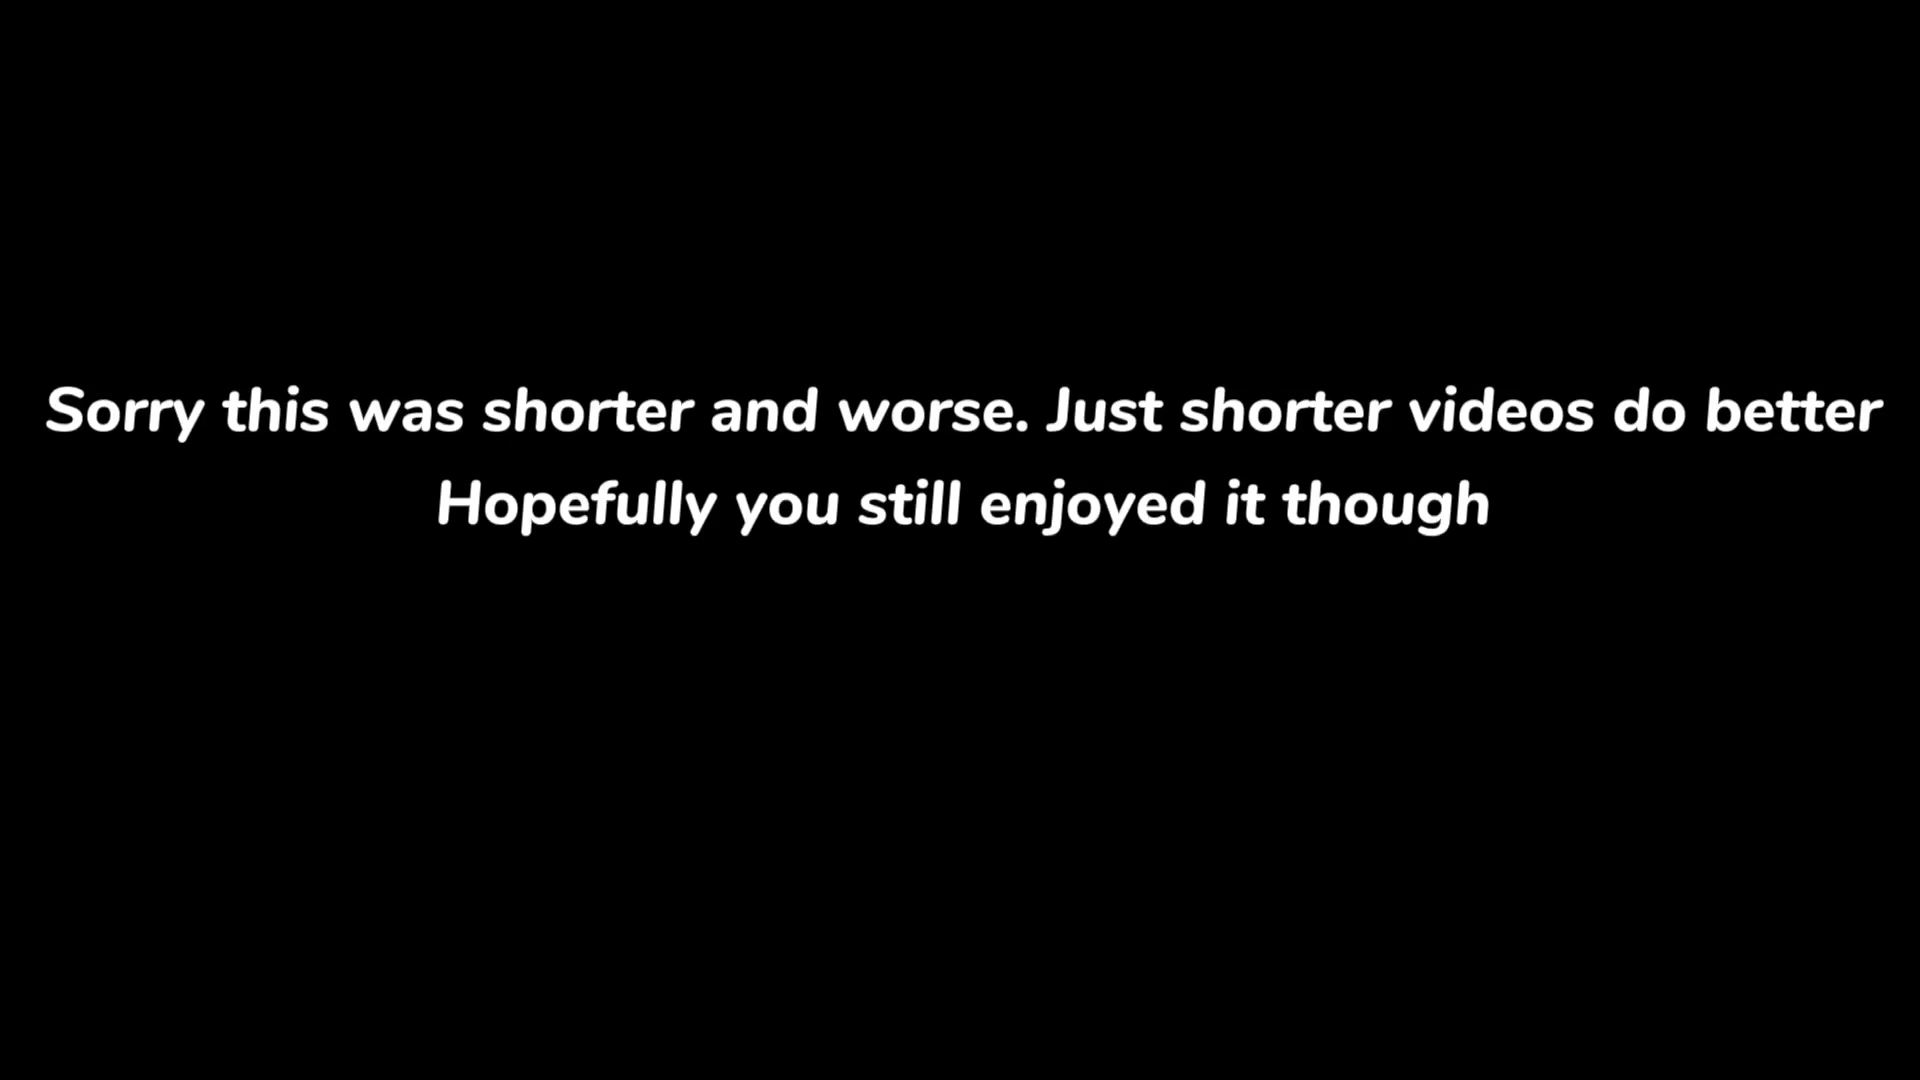 Sorry this was shorter and worse. Just shorter videos do better
Hopefully you still enjoyed it though